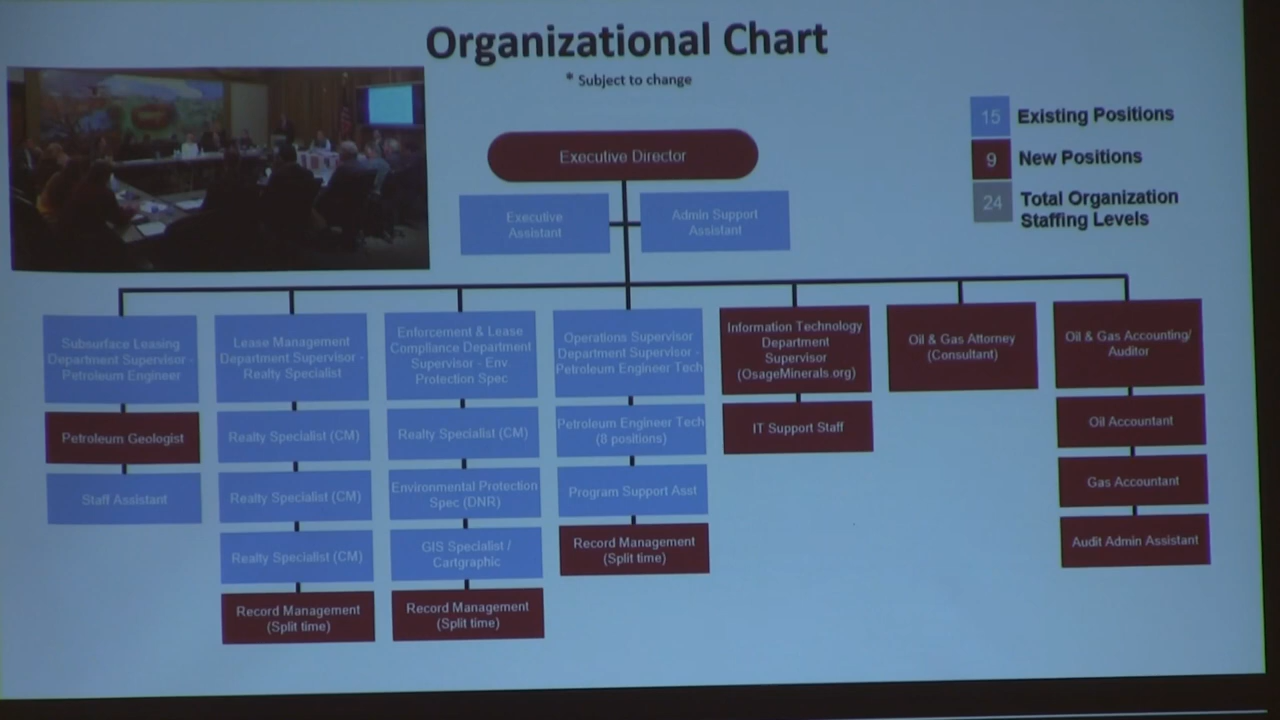 Organizational Chart
* Subject to change
15 Existing Positions
9 New Positions
24 Total Organization
Staffing Levels
Executive Director
Executive
Assistant
Admin Support
Assistant
Subsurface Leasing
Department Supervisor -
Petroleum Engineer
Petroleum Geologist
Staff Assistant
Lease Management
Department Supervisor -
Realty Specialist
Realty Specialist (CM)
Realty Specialist (CM)
Realty Specialist (CM)
Record Management
(Split time)
Enforcement & Lease
Compliance Department
Supervisor - Env
Protection Spec
Realty Specialist (CM)
Environmental Protection
Spec (DNR)
GIS Specialist /
Cartgraphic
Record Management
(Split time)
Operations Supervisor
Department Supervisor -
Petroleum Engineer Tech
Petroleum Engineer Tech
(8 positions)
Program Support Asst
Record Management
(Split time)
Information Technology
Department
Supervisor
(OsageMinerals.org)
IT Support Staff
Oil & Gas Attorney
(Consultant)
Oil & Gas Accounting/
Auditor
Oil Accountant
Gas Accountant
Audit Admin Assistant